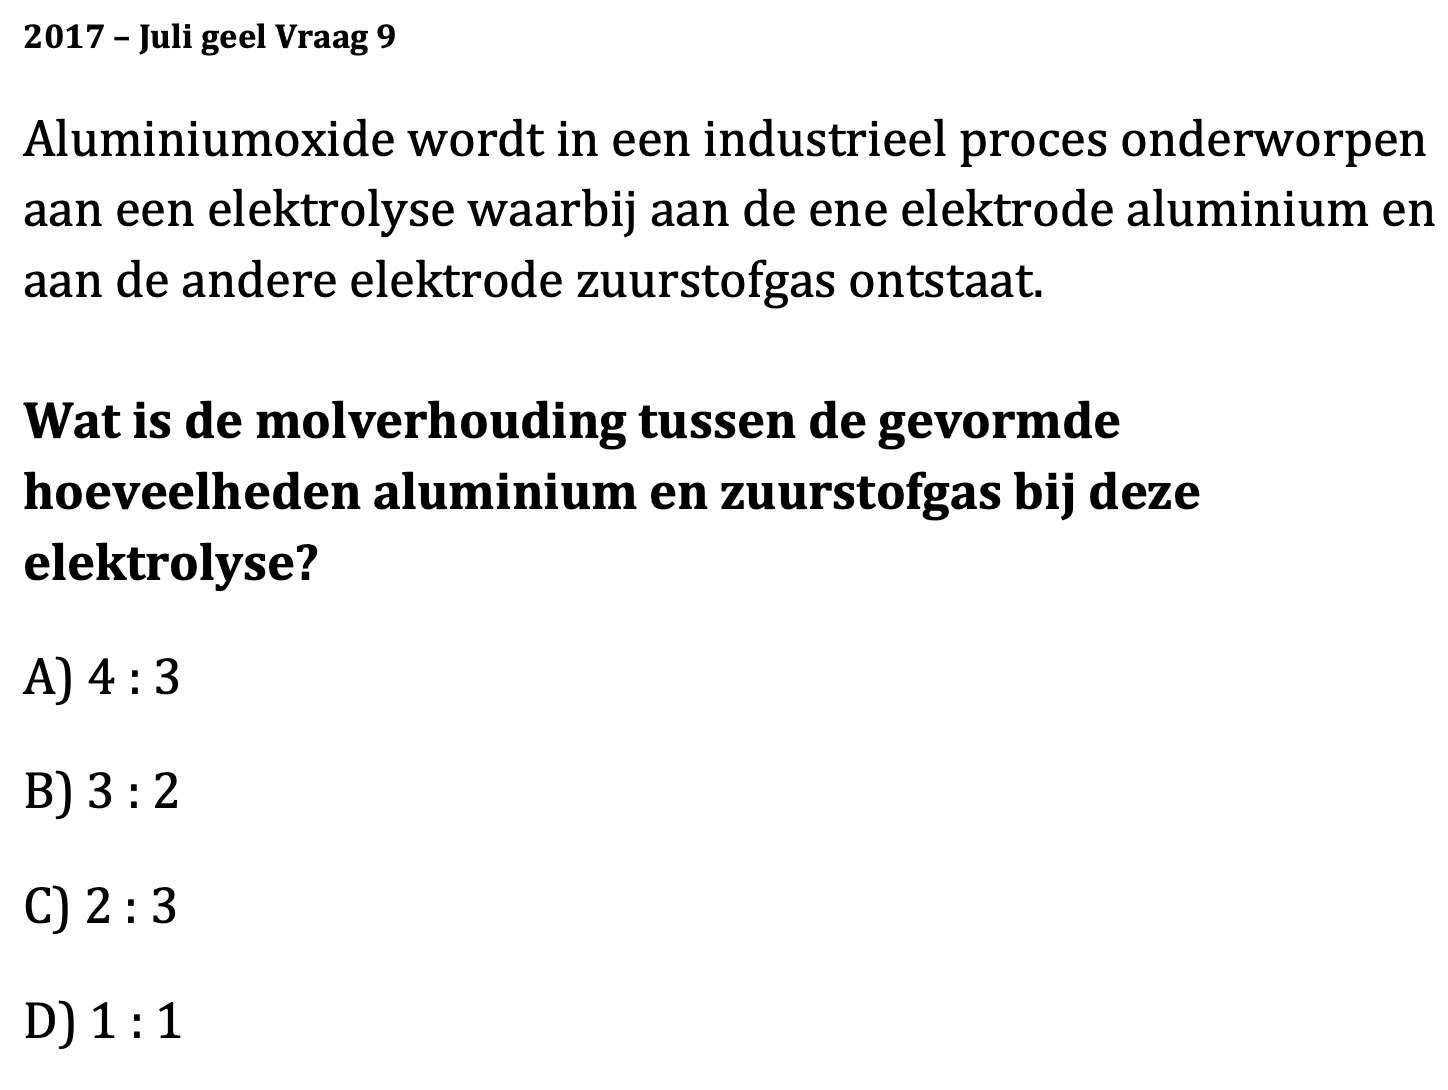 2017 – Juli geel Vraag 9
Aluminiumoxide wordt in een industrieel proces onderworpen
aan een elektrolyse waarbij aan de ene elektrode aluminium en
aan de andere elektrode zuurstofgas ontstaat.
Wat is de molverhouding tussen de gevormde
hoeveelheden aluminium en zuurstofgas bij deze
elektrolyse?
A) 4 : 3
B) 3 : 2
C) 2 : 3
D) 1 : 1